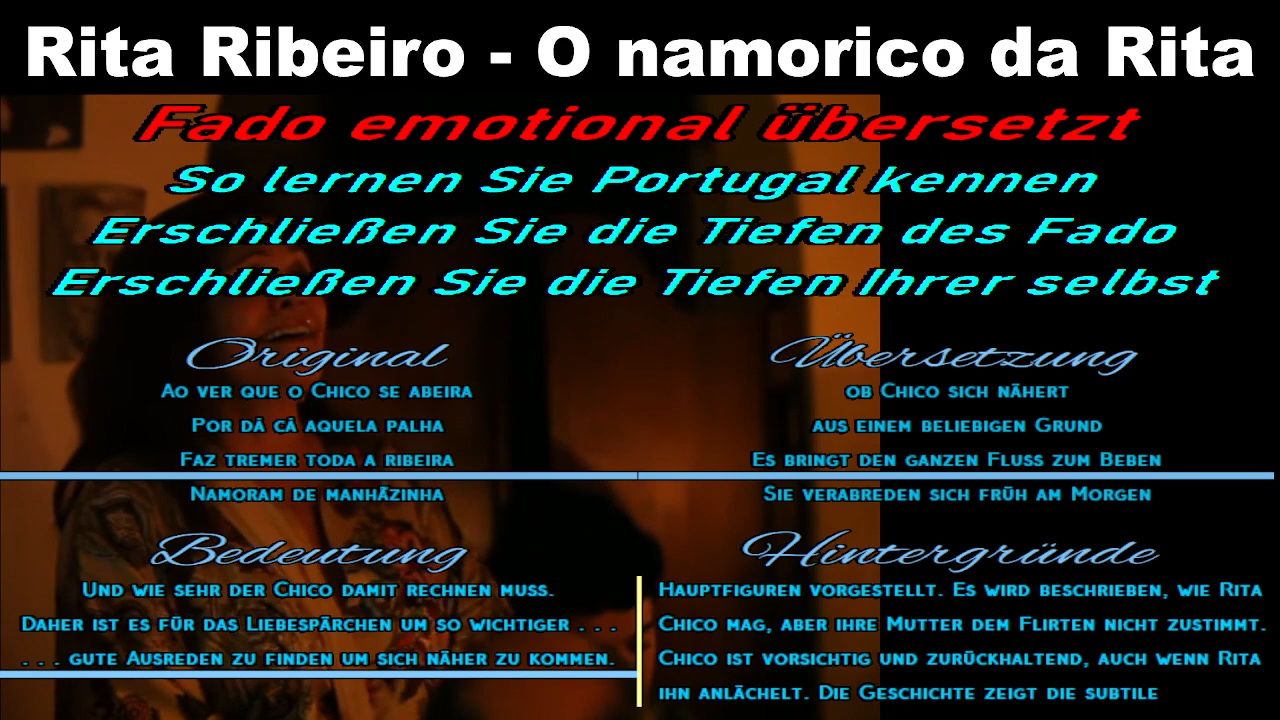 Rita Ribeiro - O namorico da Rita
Fado emotional übersetzt
So lernen Sie Portugal kennen
Erschließen Sie die Tiefen des Fado
Erschließen Sie die Tiefen Ihrer selbst
Original
Ao ver que o Chico se abeira
Por dá cá aquela palha
Faz tremer toda a ribeira
Namoram de manhãzinha
Übersetzung
ob Chico sich nähert
aus einem beliebigen Grund
Es bringt den ganzen Fluss zum Beben
Sie verabreden sich früh am Morgen
Bedeutung
Und wie sehr der Chico damit rechnen muss.
Daher ist es für das Liebespärchen um so wichtiger . . .
. . . gute Ausreden zu finden um sich näher zu kommen.
Hintergründe
Hauptfiguren vorgestellt. Es wird beschrieben, wie Rita
Chico mag, aber ihre Mutter dem Flirten nicht zustimmt.
Chico ist vorsichtig und zurückhaltend, auch wenn Rita
ihn anlächelt. Die Geschichte zeigt die subtile